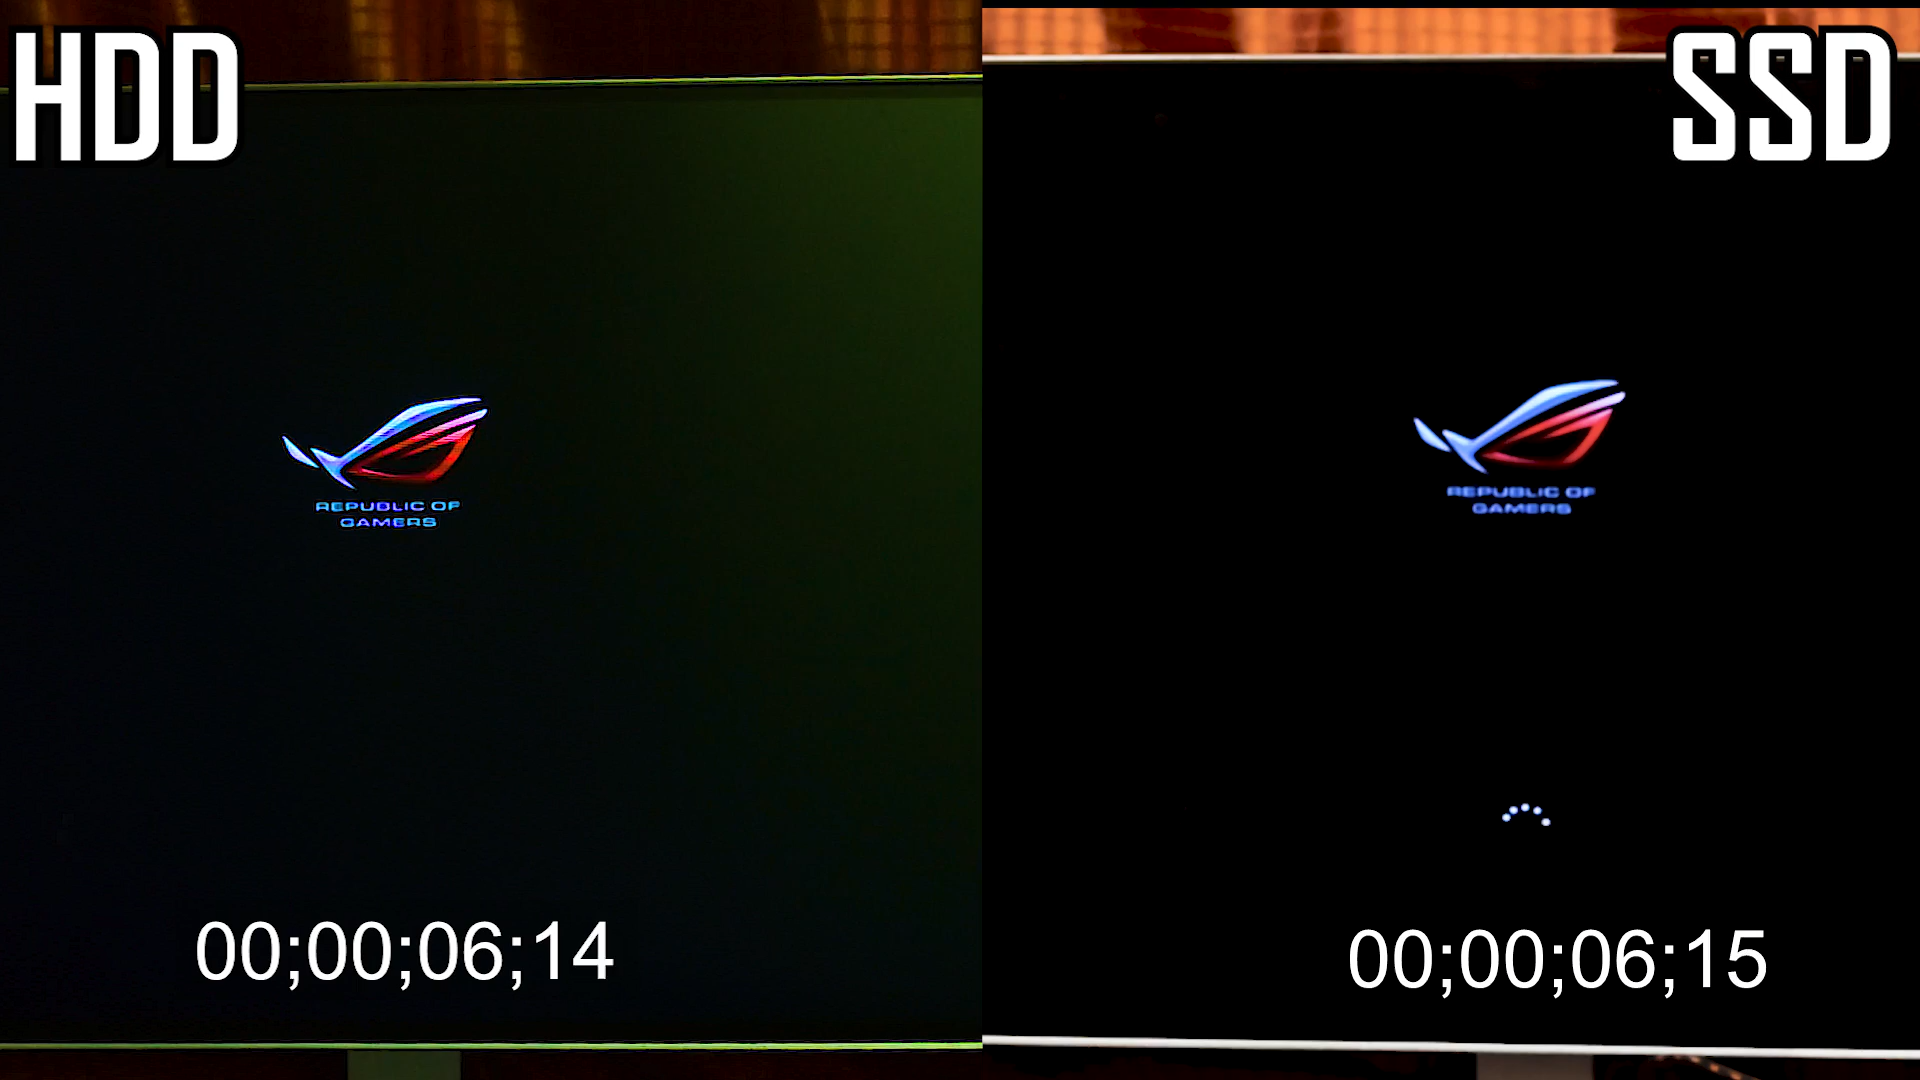 HDD
SSD
REPUBLIC OF
GAMERS
REPUBLIC OF
GAMERS
00;00;06;14
00;00;06;15